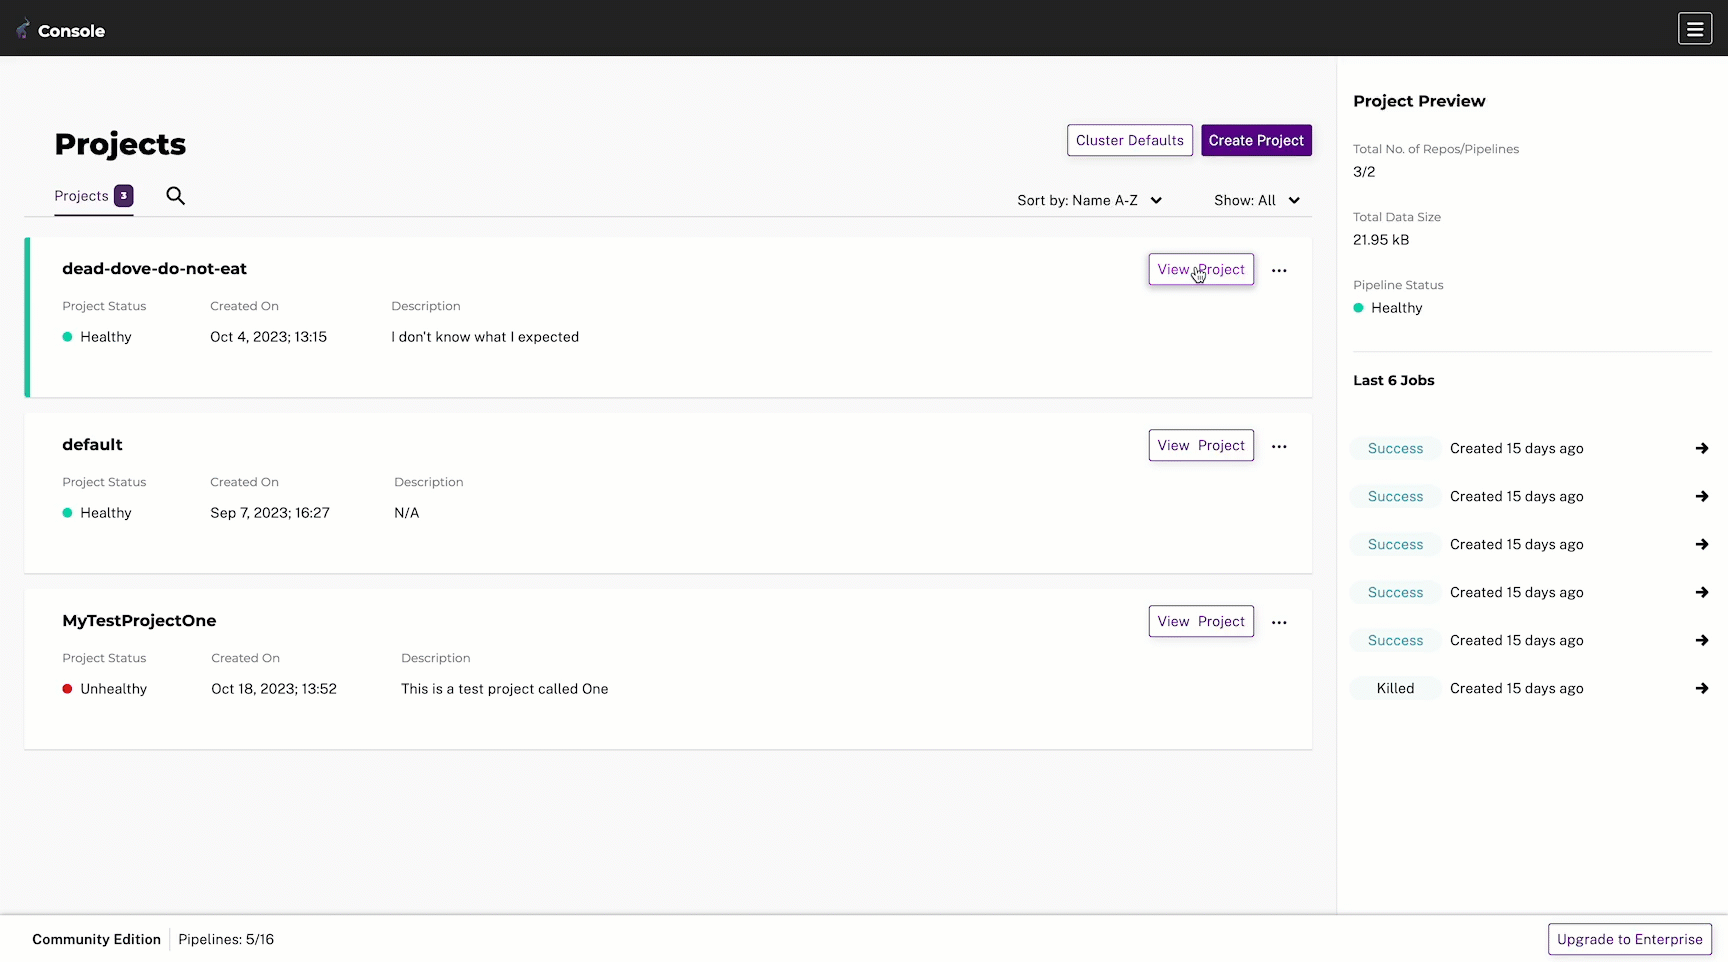 Console
Projects
Cluster Defaults
Create Project
Projects 3
Sort by: Name A-Z
Show: All
dead-dove-do-not-eat
View Project
Project Status
Created On
Description
Healthy
Oct 4, 2023; 13:15
I don't know what I expected
default
View Project
Project Status
Created On
Description
Healthy
Sep 7, 2023; 16:27
N/A
MyTestProjectOne
View Project
Project Status
Created On
Description
Unhealthy
Oct 18, 2023; 13:52
This is a test project called One
Project Preview
Total No. of Repos/Pipelines
3/2
Total Data Size
21.95 kB
Pipeline Status
Healthy
Last 6 Jobs
Success Created 15 days ago
Success Created 15 days ago
Success Created 15 days ago
Success Created 15 days ago
Success Created 15 days ago
Killed Created 15 days ago
Community Edition
Pipelines: 5/16
Upgrade to Enterprise